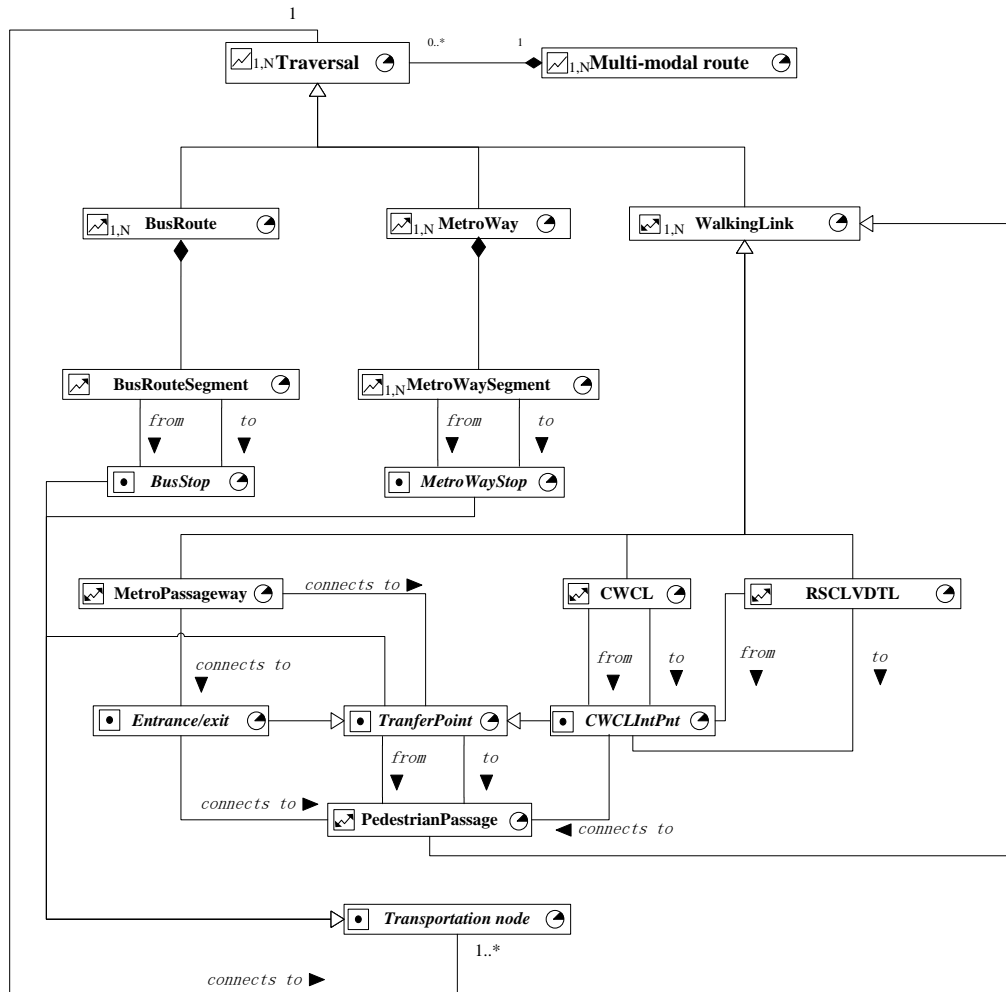 1
1,N Traversal
0..*
1
1,N Multi-modal route
1,N BusRoute
1,N MetroWay
1,N WalkingLink
BusRouteSegment
1,N MetroWaySegment
from
to
from
to
BusStop
MetroWayStop
MetroPassageway
connects to
CWCL
RSCLVDTL
connects to
from
to
from
to
Entrance/exit
TranferPoint
CWCLIntPnt
from
to
connects to
PedestrianPassage
connects to
Transportation node
1..*
connects to